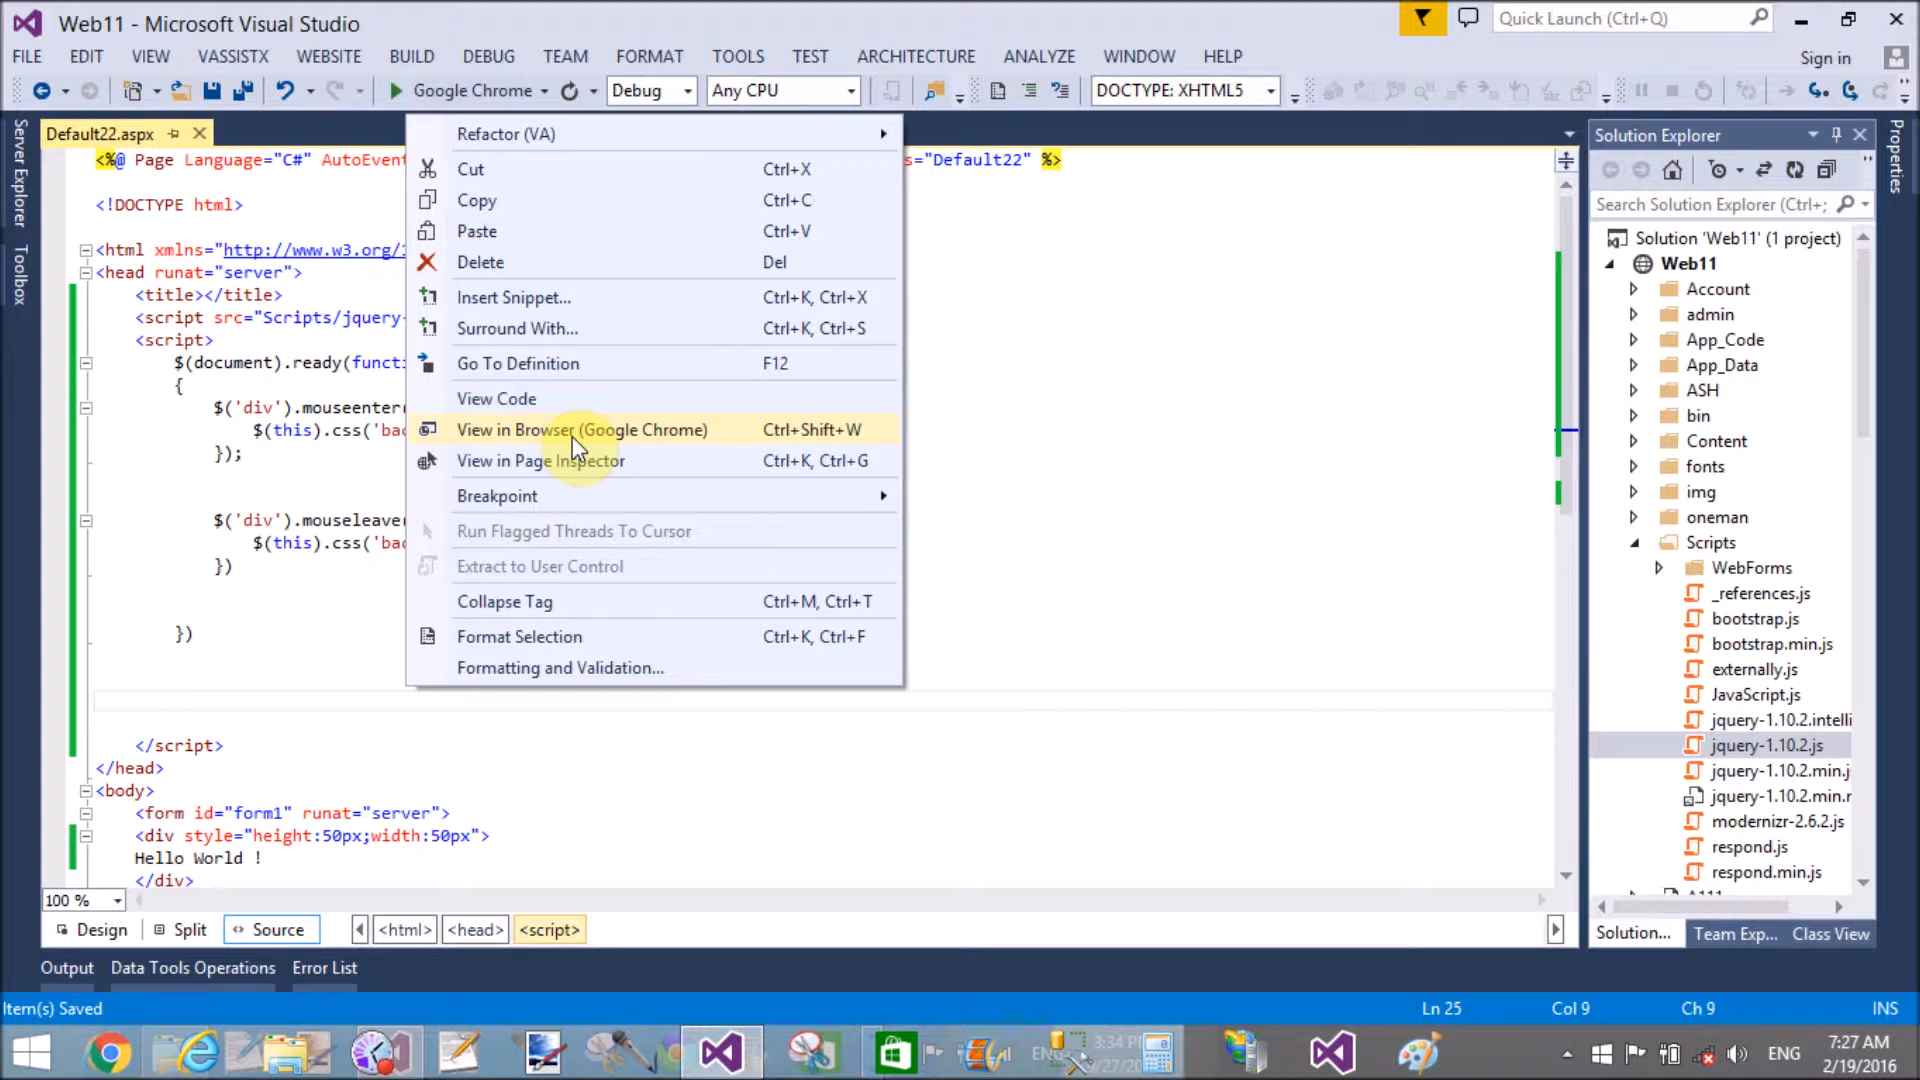 Web11 - Microsoft Visual Studio
Quick Launch (Ctrl+Q)
FILE EDIT VIEW VASSISTX WEBSITE BUILD DEBUG TEAM FORMAT TOOLS TEST ARCHITECTURE ANALYZE WINDOW HELP
Sign in
Google Chrome Debug Any CPU DOCTYPE: XHTML5
Server Explorer
Toolbox
Default22.aspx
<%@ Page Language="C#" AutoEvent
s="Default22" %>
<!DOCTYPE html>
<html xmlns="http://www.w3.org/1
<head runat="server">
<title></title>
<script src="Scripts/jquery-
<script>
$(document).ready(functi
{
$('div').mouseenter(
$(this).css('bac
});
$('div').mouseleave(
$(this).css('bac
})
})
</script>
</head>
<body>
<form id="form1" runat="server">
<div style="height:50px;width:50px">
Hello World !
</div>
Refactor (VA)
Cut Ctrl+X
Copy Ctrl+C
Paste Ctrl+V
Delete Del
Insert Snippet... Ctrl+K, Ctrl+X
Surround With... Ctrl+K, Ctrl+S
Go To Definition F12
View Code
View in Browser (Google Chrome) Ctrl+Shift+W
View in Page Inspector Ctrl+K, Ctrl+G
Breakpoint
Run Flagged Threads To Cursor
Extract to User Control
Collapse Tag Ctrl+M, Ctrl+T
Format Selection Ctrl+K, Ctrl+F
Formatting and Validation...
Solution Explorer
Search Solution Explorer (Ctrl+;
Solution 'Web11' (1 project)
Web11
Account
admin
App_Code
App_Data
ASH
bin
Content
fonts
img
oneman
Scripts
WebForms
_references.js
bootstrap.js
bootstrap.min.js
externally.js
JavaScript.js
jquery-1.10.2.intelli
jquery-1.10.2.js
jquery-1.10.2.min.j
jquery-1.10.2.min.r
modernizr-2.6.2.js
respond.js
respond.min.js
Solution... Team Exp... Class View
Properties
100 %
Design Split Source <html> <head> <script>
Output Data Tools Operations Error List
Item(s) Saved
Ln 25 Col 9 Ch 9 INS
ENG
7:27 AM
2/19/2016